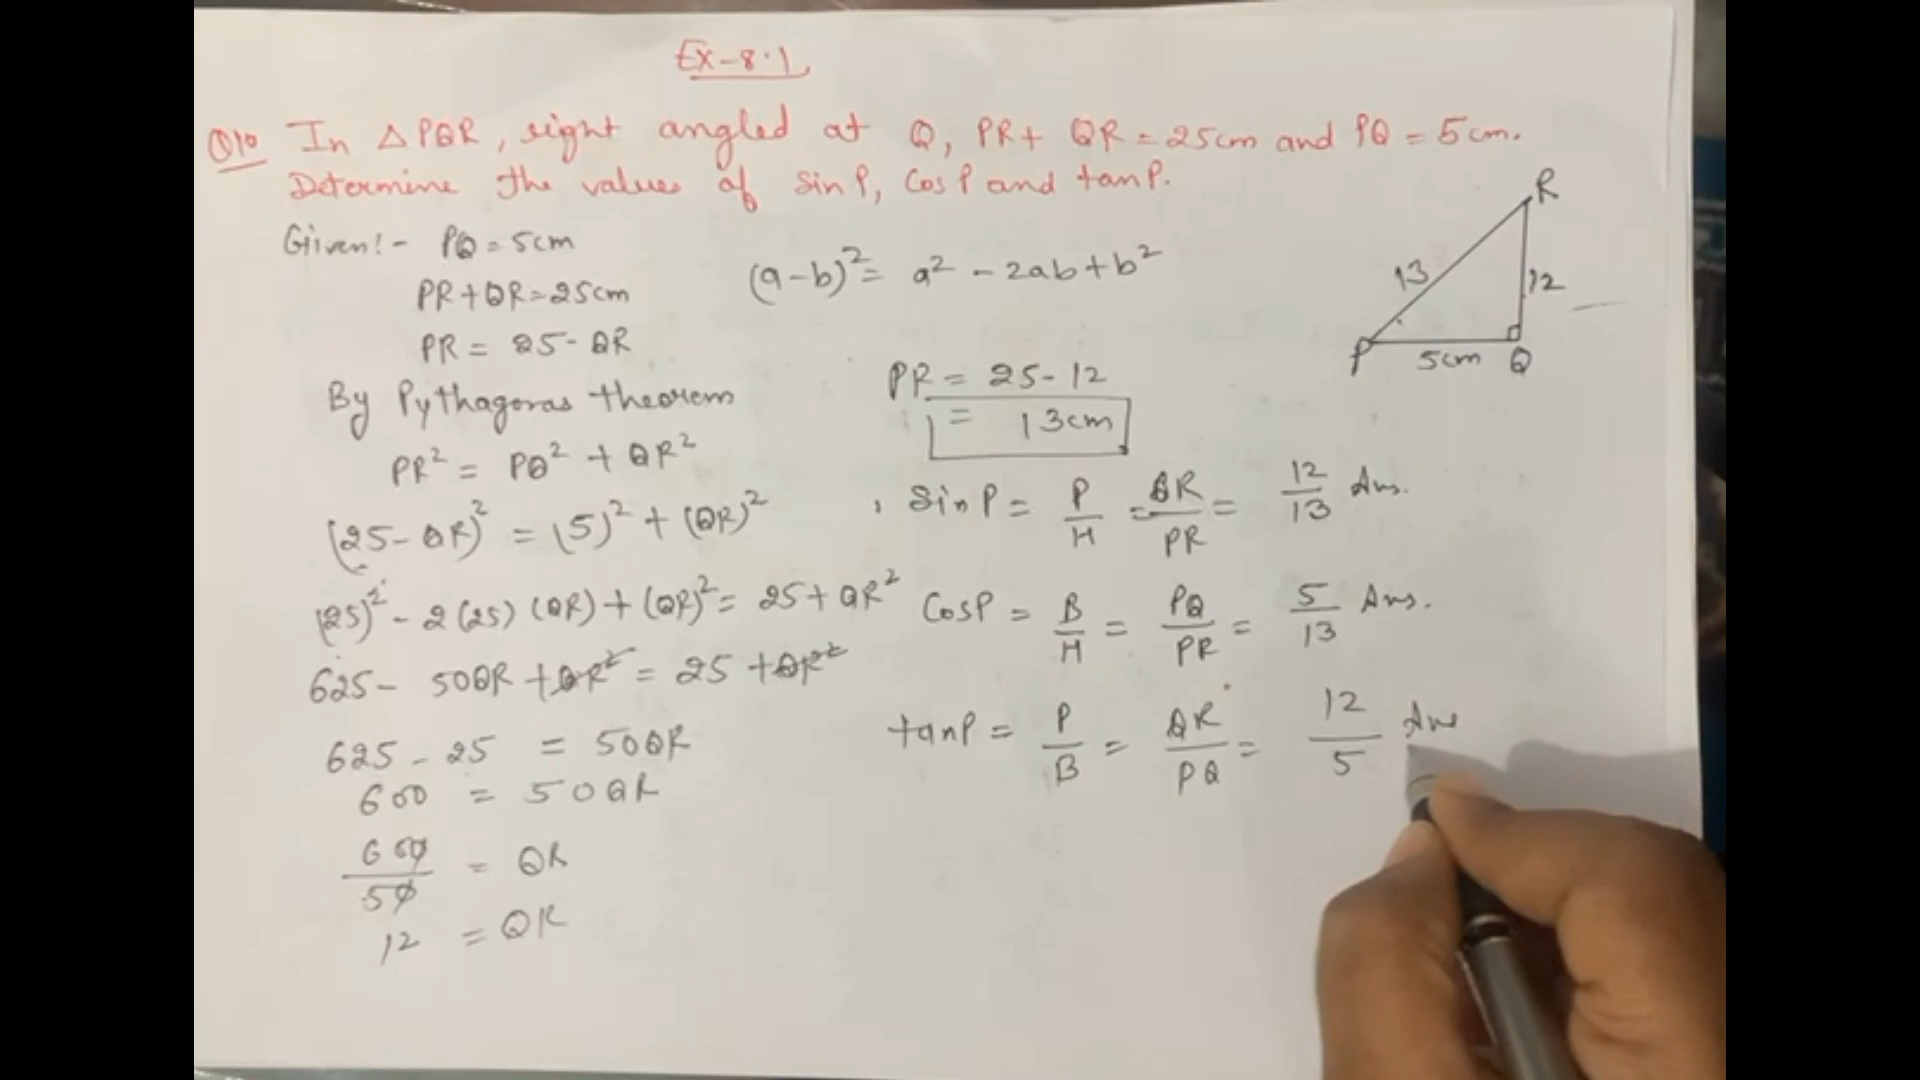 Ex-8.1
Q10 In △PQR, right angled at Q, PR+ QR = 25cm and PQ = 5cm.
Determine the values of sin P, Cos P and tan P.
Given!- PQ = 5cm
PR+QR=25cm
PR = 25-QR
By Pythagoras theorem
PR² = PQ² + QR²
(25-QR)² = (5)² + (QR)²
(25)² - 2(25) (QR) + (QR)² = 25+QR²
625- 50QR +QR² = 25 +QR²
625 - 25 = 50QR
600 = 50QR
600/50 = QR
12 = QR
(a-b)² = a² - 2ab+b²
PR = 25-12
= 13cm
SinP = P/H = QR/PR = 12/13 Ans.
CosP = B/H = PQ/PR = 5/13 Ans.
tanP = P/B = QR/PQ = 12/5 Ans
R
13
12
P
5cm
Q